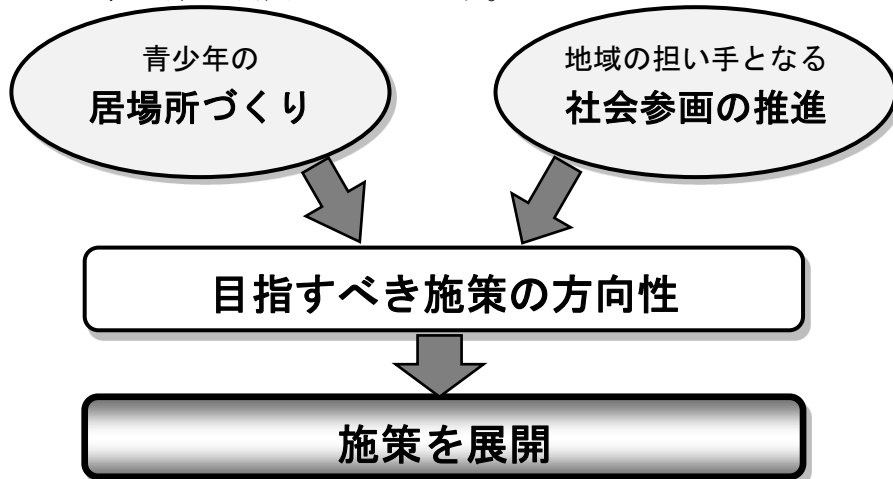 青少年の
居場所づくり
地域の担い手となる
社会参画の推進
目指すべき施策の方向性
施策を展開